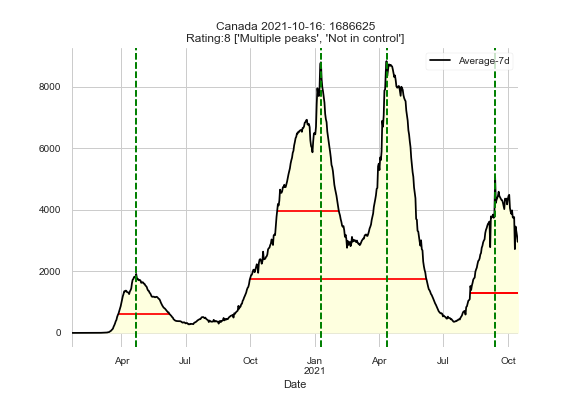 Canada 2021-10-16: 1686625
Rating:8 ['Multiple peaks', 'Not in control']
Average-7d
8000
6000
4000
2000
0
Apr Jul Oct Jan Apr Jul Oct
2021
Date